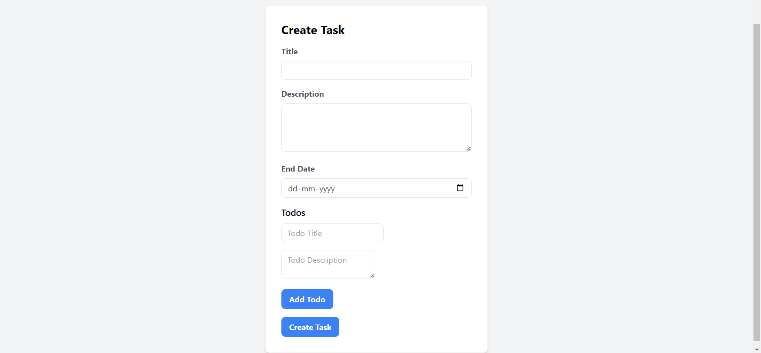 Create Task
Title
Description
End Date
dd-mm-yyyy
Todos
Todo Title
Todo Description
Add Todo
Create Task